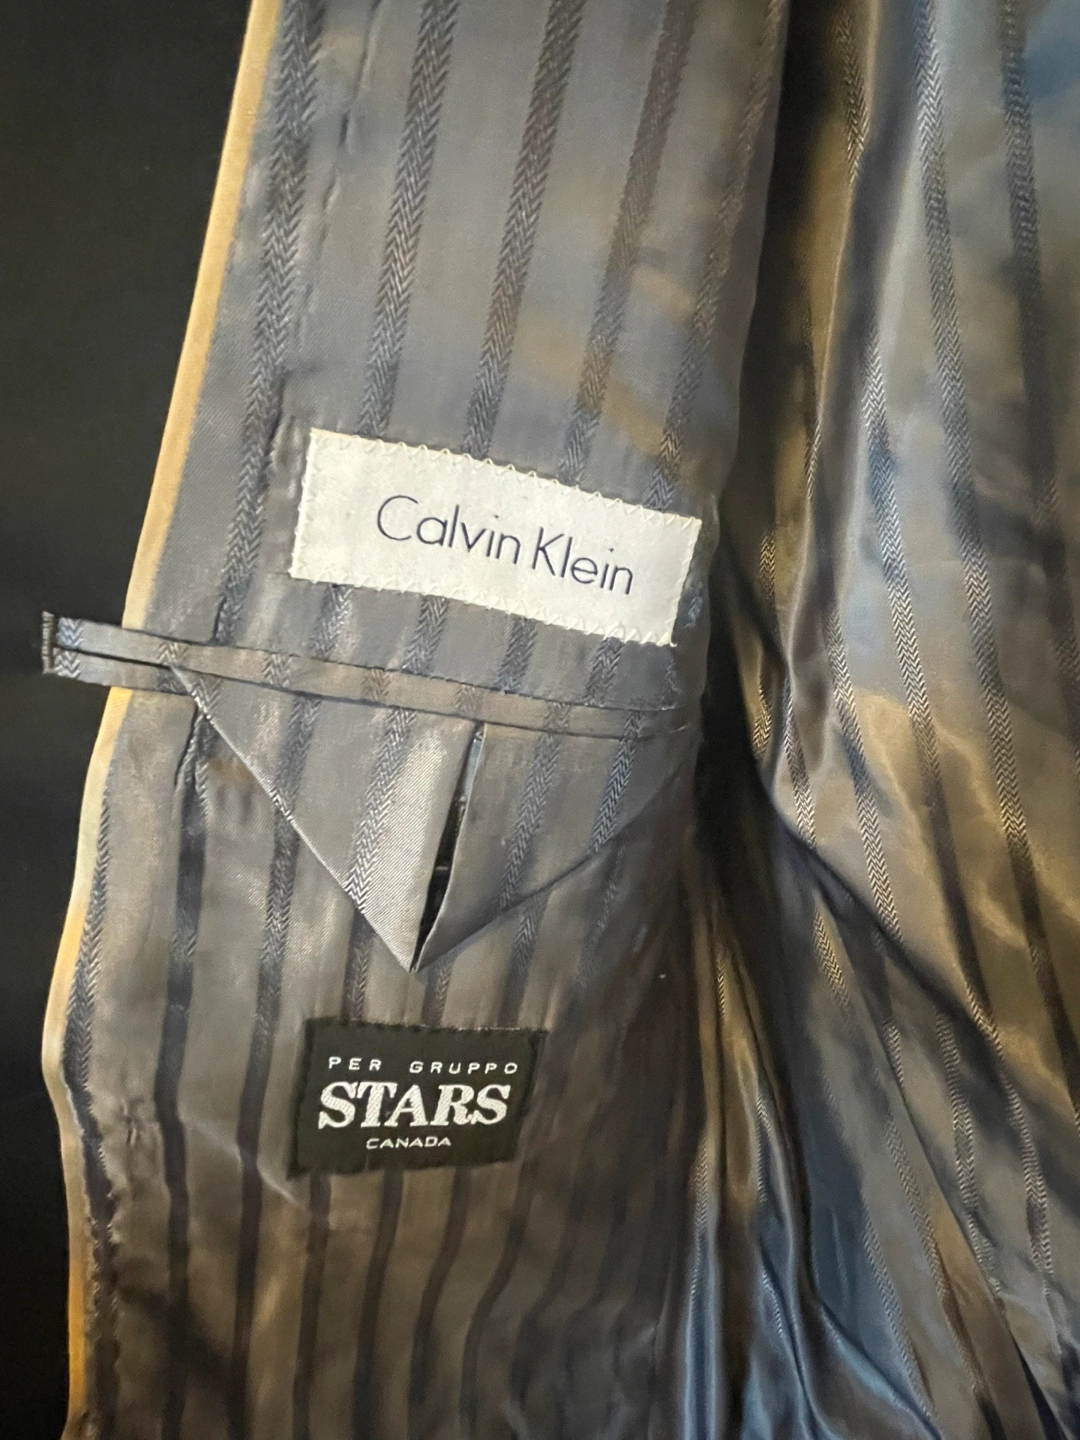 Calvin Klein
PER GRUPPO
STARS
CANADA